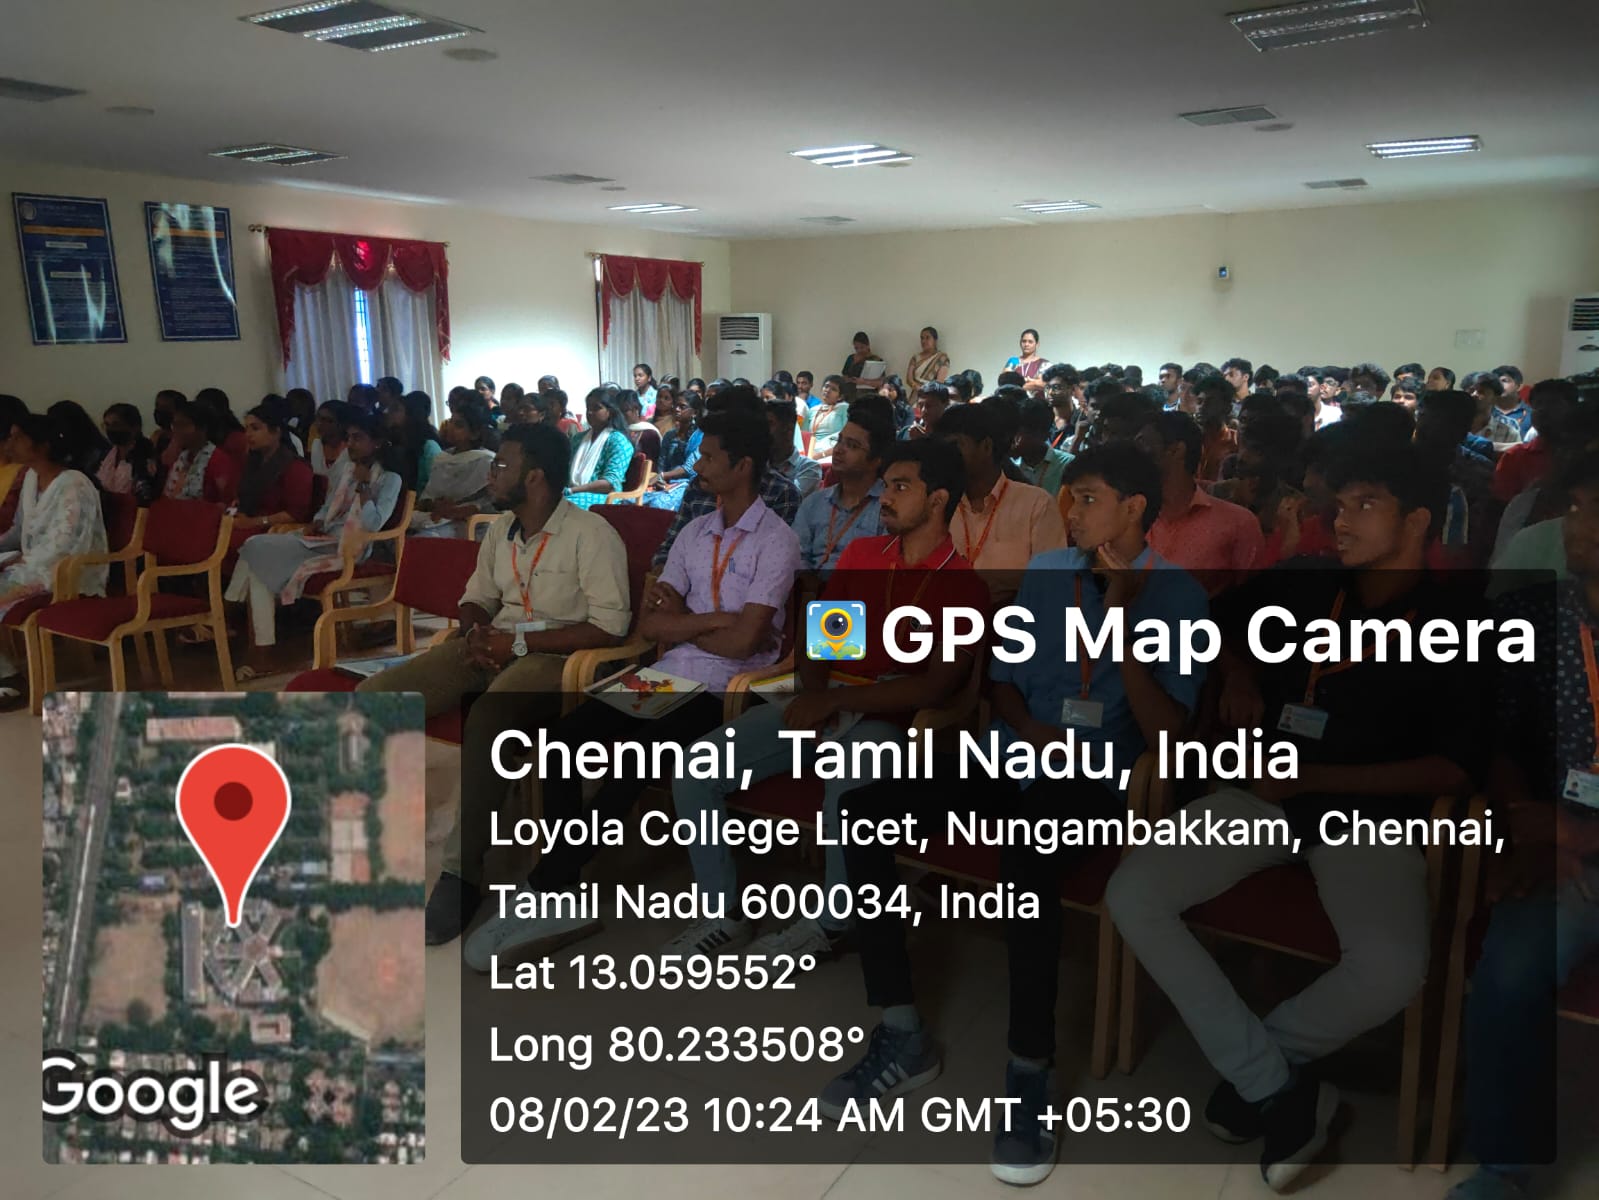 GPS Map Camera
Chennai, Tamil Nadu, India
Loyola College Licet, Nungambakkam, Chennai,
Tamil Nadu 600034, India
Lat 13.059552°
Long 80.233508°
08/02/23 10:24 AM GMT +05:30
Google